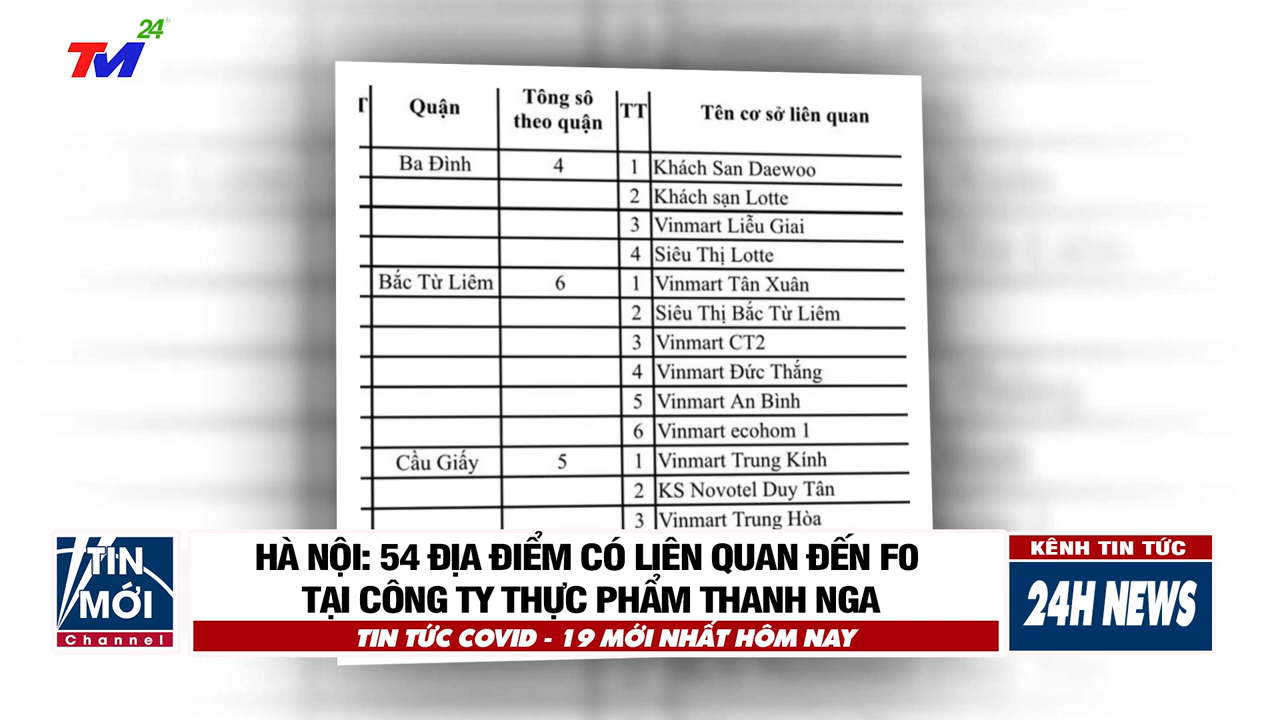 24h
TM
T
Quận
Tông sô
theo quận
TT
Tên cơ sở liên quan
Ba Đình 4 1 Khách San Daewoo
2 Khách sạn Lotte
3 Vinmart Liễu Giai
4 Siêu Thị Lotte
Bắc Từ Liêm 6 1 Vinmart Tân Xuân
2 Siêu Thị Bắc Từ Liêm
3 Vinmart CT2
4 Vinmart Đức Thắng
5 Vinmart An Bình
6 Vinmart ecohom 1
Cầu Giấy 5 1 Vinmart Trung Kính
2 KS Novotel Duy Tân
3 Vinmart Trung Hòa
TIN
MỚI
Channel
HÀ NỘI: 54 ĐỊA ĐIỂM CÓ LIÊN QUAN ĐẾN F0
TẠI CÔNG TY THỰC PHẨM THANH NGA
TIN TỨC COVID - 19 MỚI NHẤT HÔM NAY
KÊNH TIN TỨC
24H NEWS